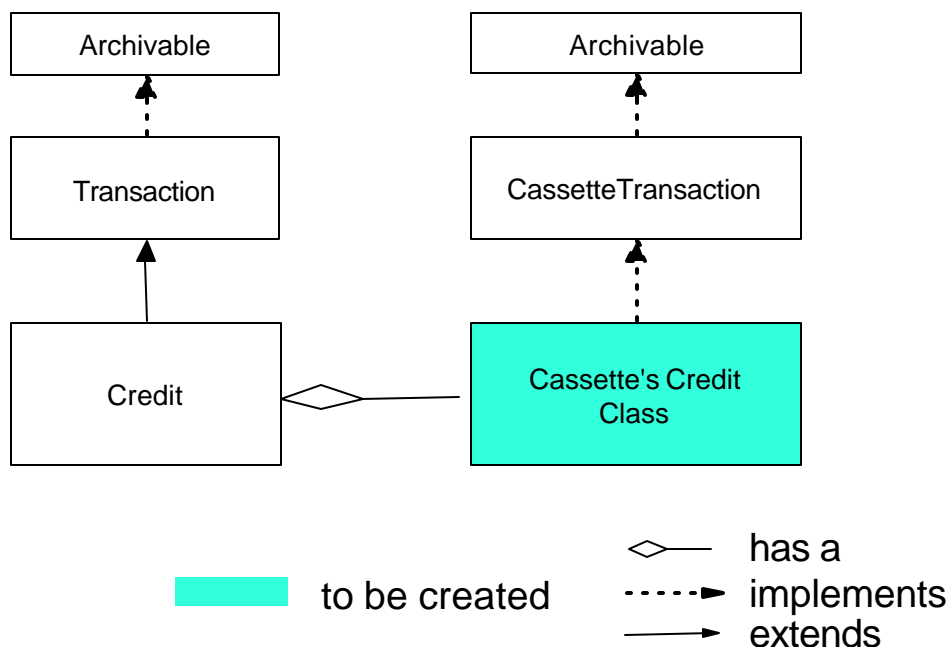 Archivable
Archivable
Transaction
CassetteTransaction
Credit
Cassette's Credit
Class
to be created
has a
implements
extends